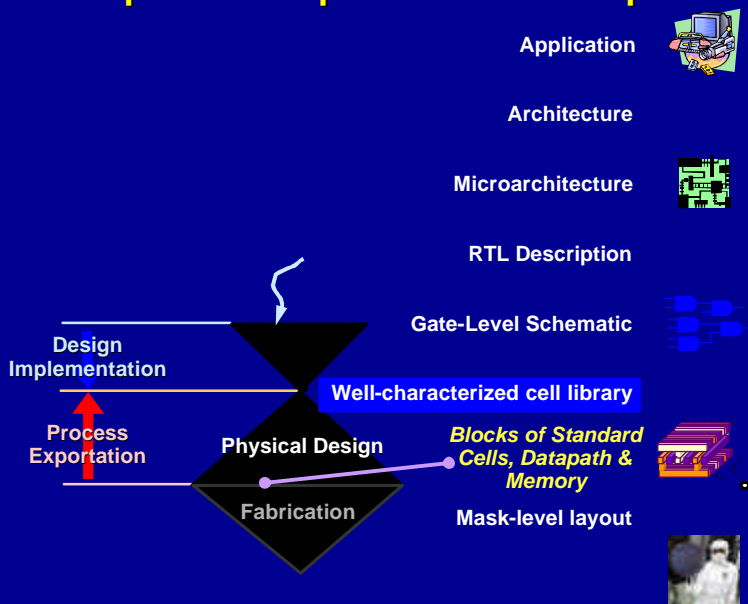 Application
Architecture
Microarchitecture
RTL Description
Gate-Level Schematic
Design
Implementation
Well-characterized cell library
Process
Exportation
Physical Design
Blocks of Standard
Cells, Datapath &
Memory
Fabrication
Mask-level layout